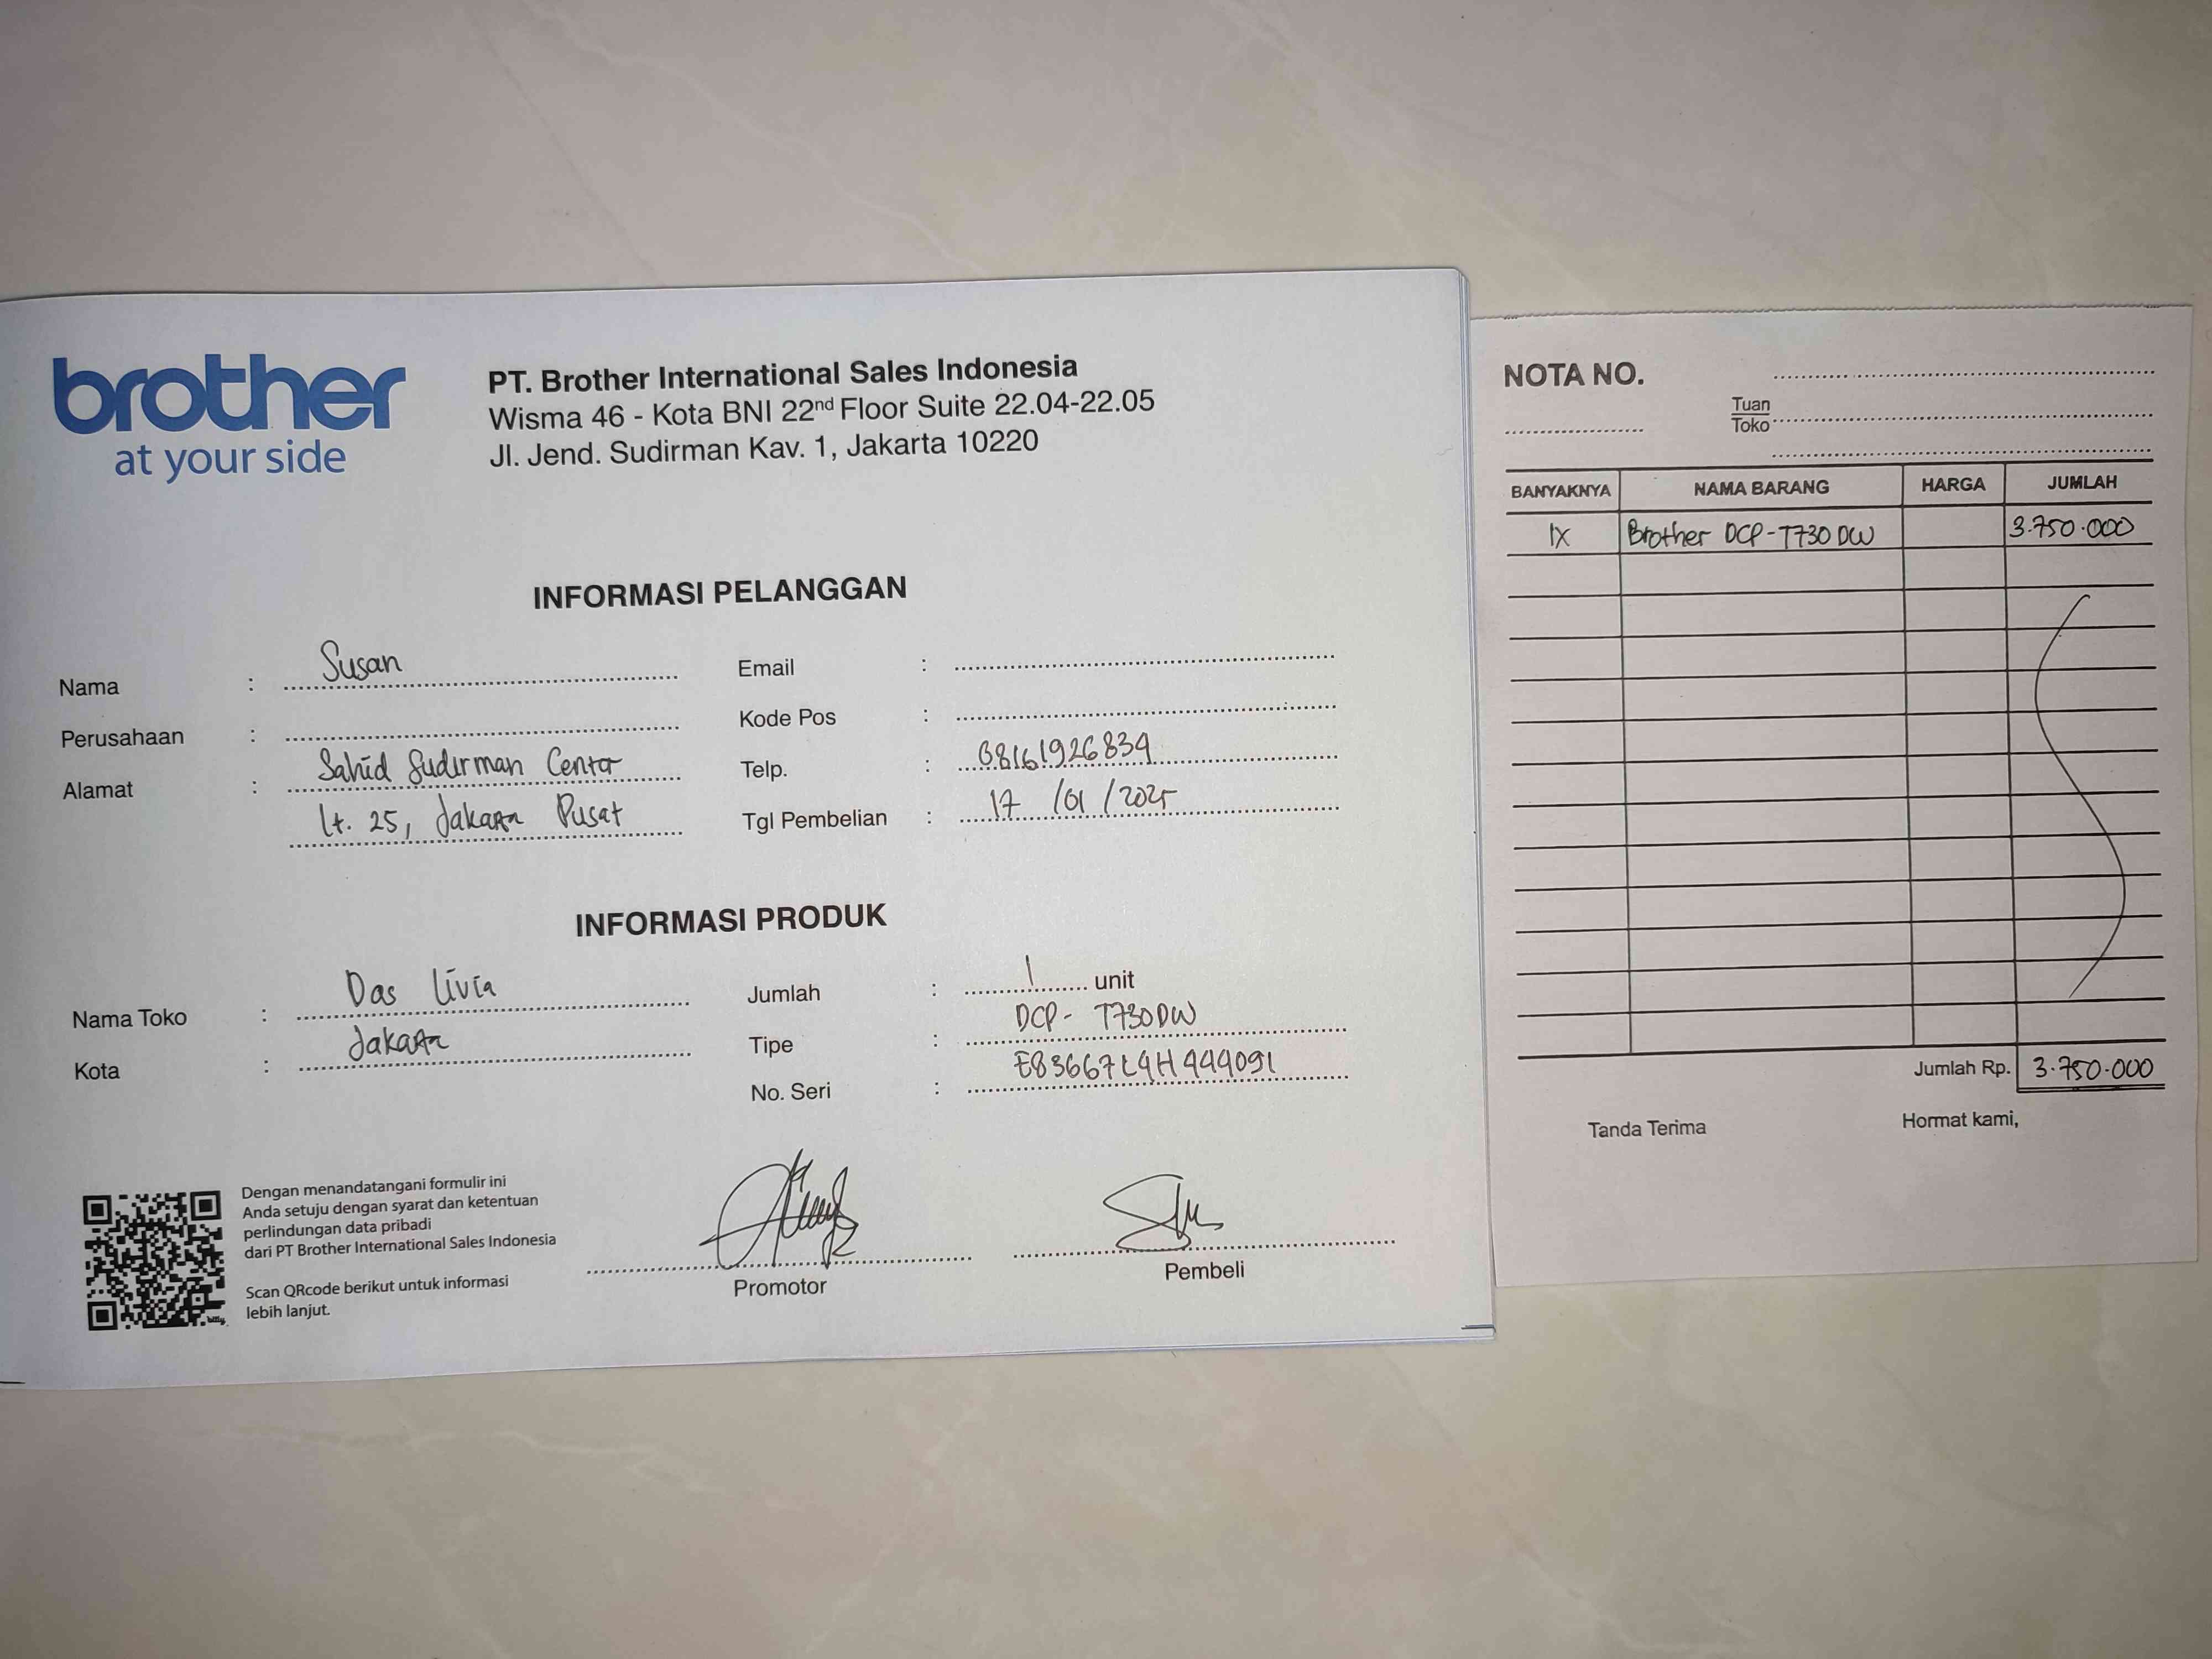 brother
at your side
PT. Brother International Sales Indonesia
Wisma 46 - Kota BNI 22nd Floor Suite 22.04-22.05
Jl. Jend. Sudirman Kav. 1, Jakarta 10220
INFORMASI PELANGGAN
Nama : Susan
Perusahaan :
Alamat : Sahid Sudirman Center
lt. 25, Jakarta Pusat
Email :
Kode Pos :
Telp. : 08161926834
Tgl Pembelian : 17 /01 /2025
INFORMASI PRODUK
Nama Toko : Das Livia
Kota : Jakarta
Jumlah : 1 unit
Tipe : DCP - T730DW
No. Seri : E83667L4H444091
Dengan menandatangani formulir ini
Anda setuju dengan syarat dan ketentuan
perlindungan data pribadi
dari PT Brother International Sales Indonesia
Scan QRcode berikut untuk informasi
lebih lanjut.
Promotor
Pembeli
NOTA NO.
Tuan
Toko
BANYAKNYA NAMA BARANG HARGA JUMLAH
1X Brother DCP-T730 DW 3.750.000
Jumlah Rp. 3.750.000
Tanda Terima Hormat kami,